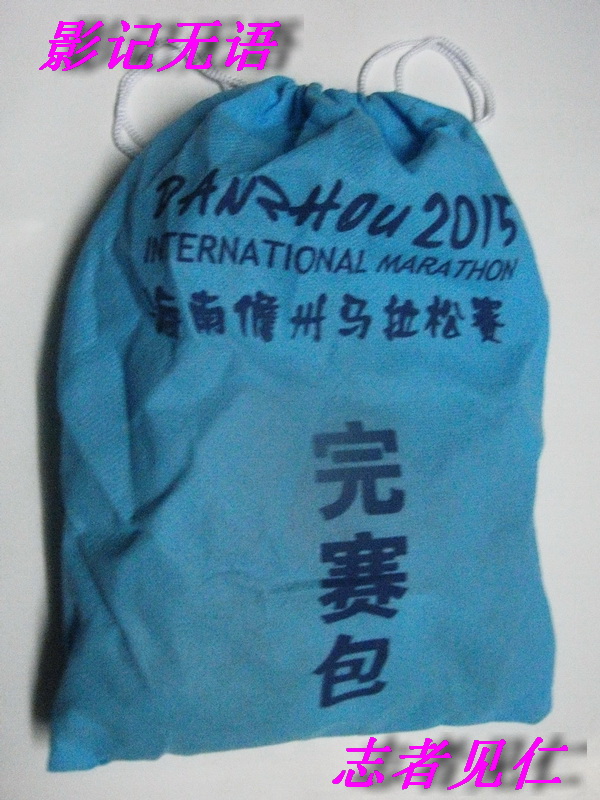 影记无语
DANZHOU 2015
INTERNATIONAL MARATHON
海南儋州马拉松赛
完
赛
包
志者见仁